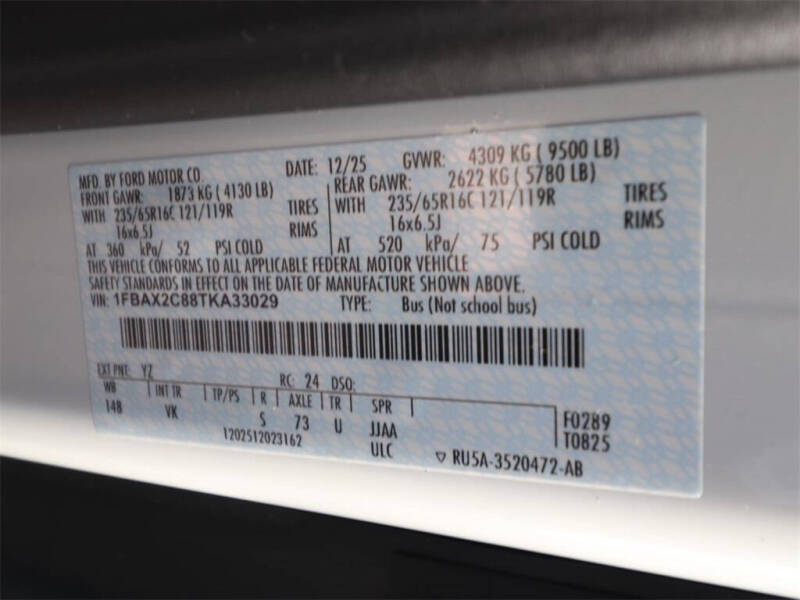 MFD. BY FORD MOTOR CO. DATE: 12/25 GVWR: 4309 KG ( 9500 LB)
FRONT GAWR: 1873 KG ( 4130 LB) REAR GAWR: 2622 KG ( 5780 LB)
WITH 235/65R16C 121/119R TIRES WITH 235/65R16C 121/119R TIRES
16x6.5J RIMS 16x6.5J RIMS
AT 360 kPa/ 52 PSI COLD AT 520 kPa/ 75 PSI COLD
THIS VEHICLE CONFORMS TO ALL APPLICABLE FEDERAL MOTOR VEHICLE
SAFETY STANDARDS IN EFFECT ON THE DATE OF MANUFACTURE SHOWN ABOVE.
VIN: 1FBAX2C88TKA33029 TYPE: Bus (Not school bus)
EXT PNT: YZ RC: 24 DSO:
WB INT TR TP/PS R AXLE TR SPR
148 VK S 73 U JJAA F0289
1202512023162 ULC T0825
RU5A-3520472-AB